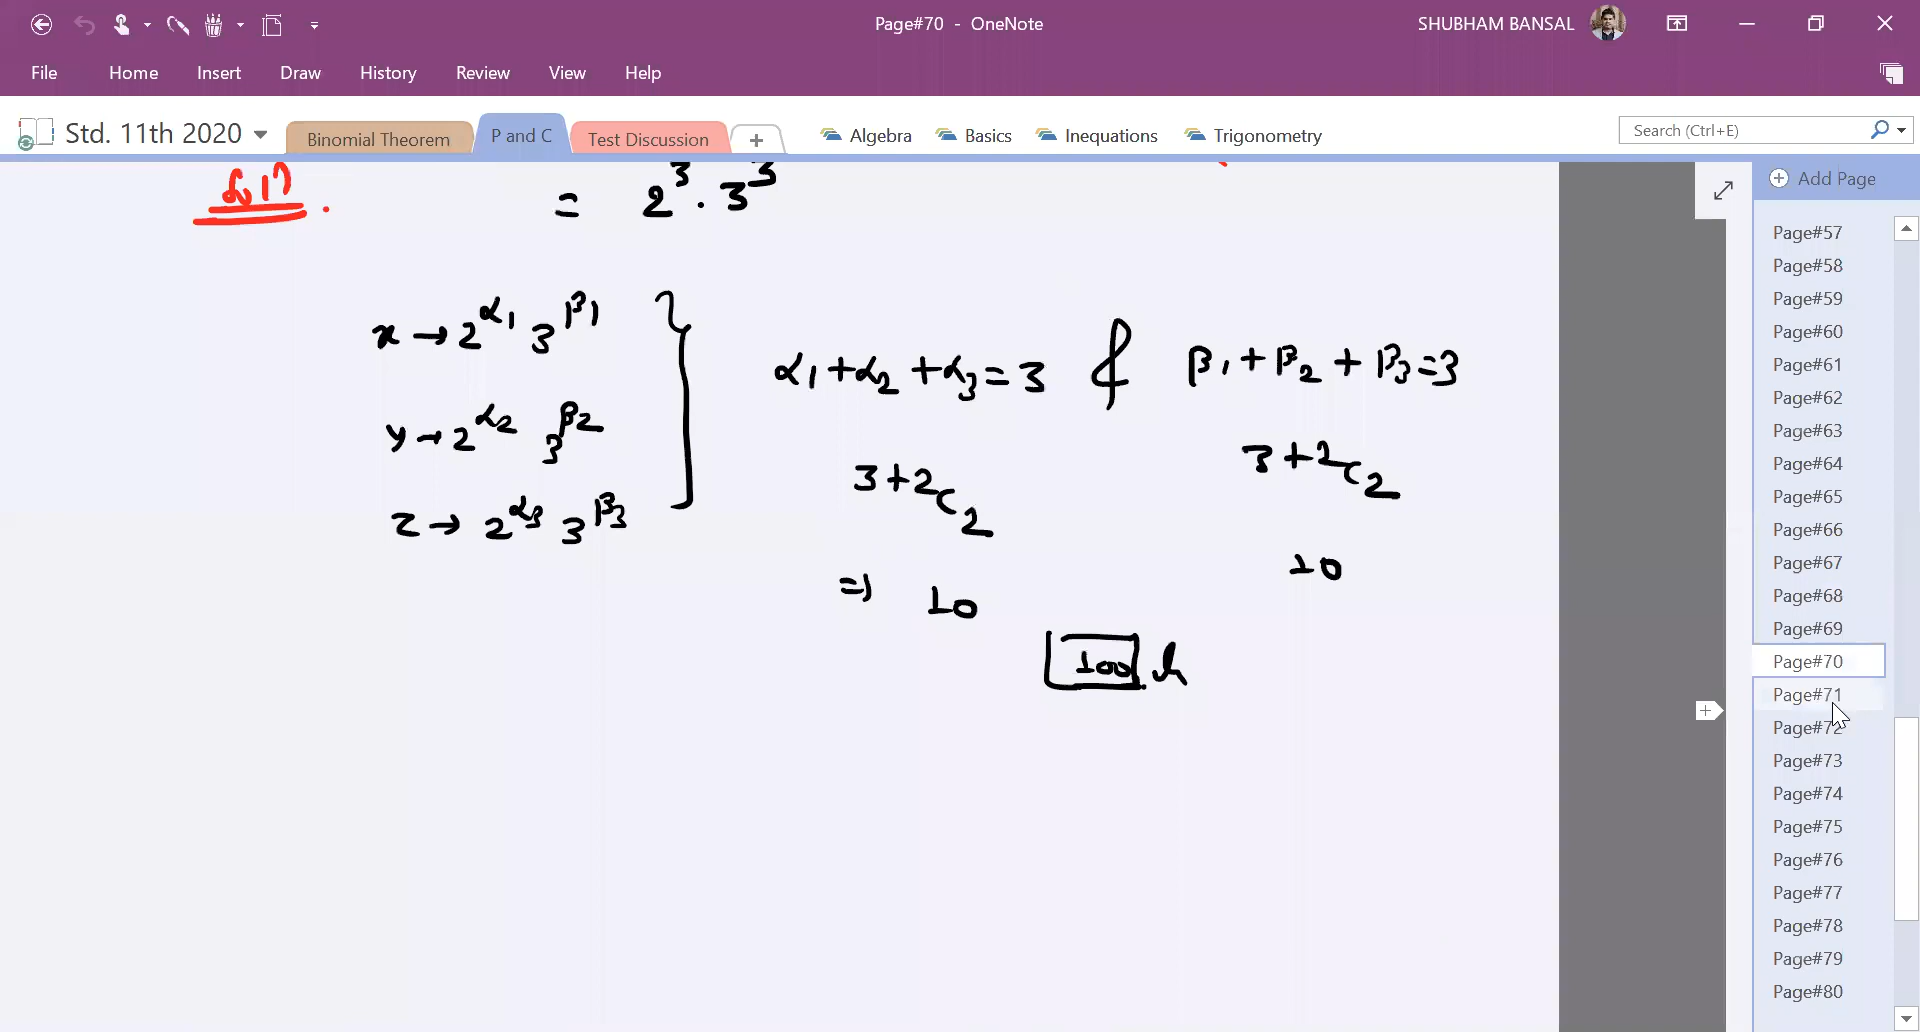 Page#70 - OneNote
SHUBHAM BANSAL
File Home Insert Draw History Review View Help
Std. 11th 2020
Binomial Theorem
P and C
Test Discussion
Algebra
Basics
Inequations
Trigonometry
Search (Ctrl+E)
Add Page
= 2^3 . 3^3
x → 2^α1 3^β1
y → 2^α2 3^β2
z → 2^α3 3^β3
α1 + α2 + α3 = 3 & β1 + β2 + β3 = 3
3+2C2
3+2C2
⇒ 10
10
100
Page#57
Page#58
Page#59
Page#60
Page#61
Page#62
Page#63
Page#64
Page#65
Page#66
Page#67
Page#68
Page#69
Page#70
Page#71
Page#72
Page#73
Page#74
Page#75
Page#76
Page#77
Page#78
Page#79
Page#80